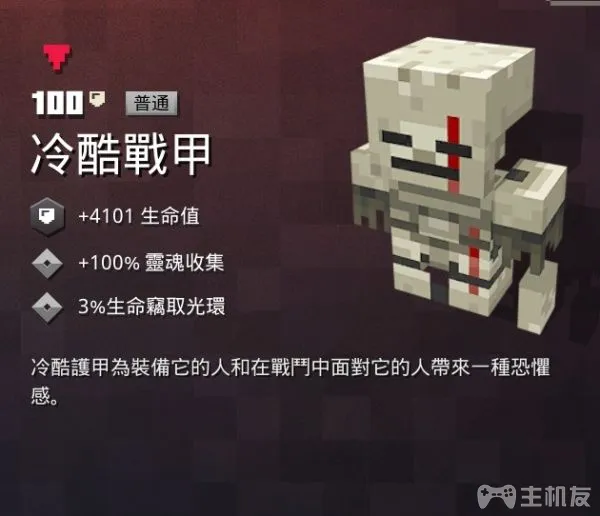 100
普通
冷酷戰甲
+4101 生命值
+100% 靈魂收集
3%生命竊取光環
冷酷護甲為裝備它的人和在戰鬥中面對它的人帶來一種恐懼
感。
主机友